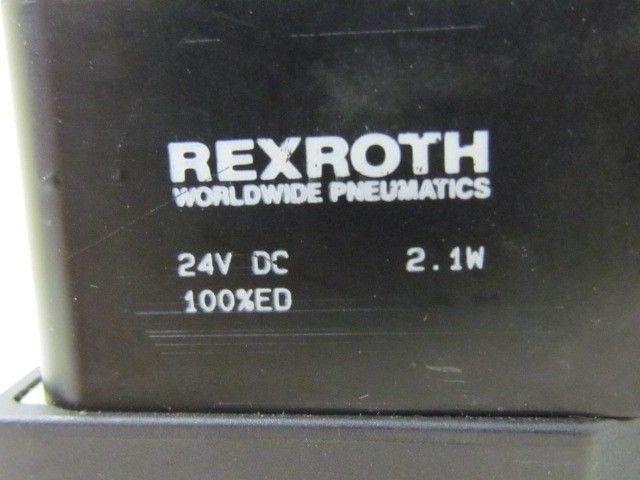 REXROTH
WORLDWIDE PNEUMATICS
24V DC 2.1W
100%ED